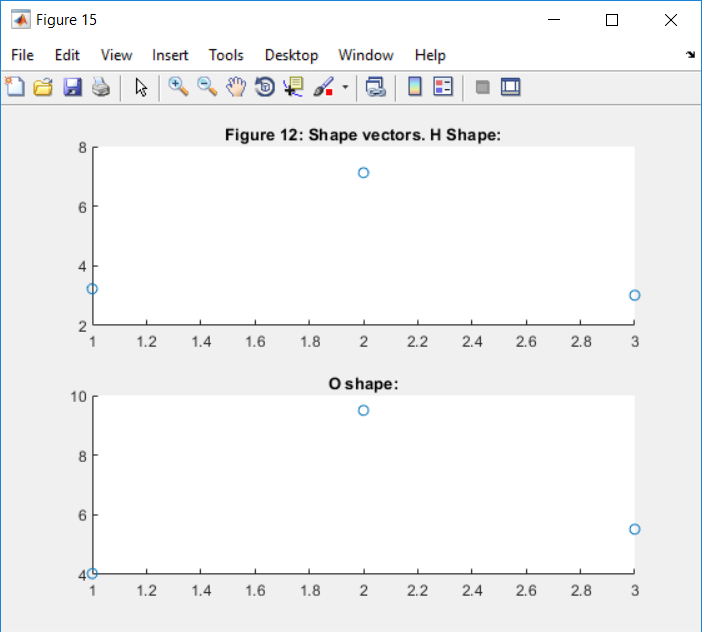 Figure 15
File Edit View Insert Tools Desktop Window Help
Figure 12: Shape vectors. H Shape:
8
6
4
2
1 1.2 1.4 1.6 1.8 2 2.2 2.4 2.6 2.8 3
O shape:
10
8
6
4
1 1.2 1.4 1.6 1.8 2 2.2 2.4 2.6 2.8 3